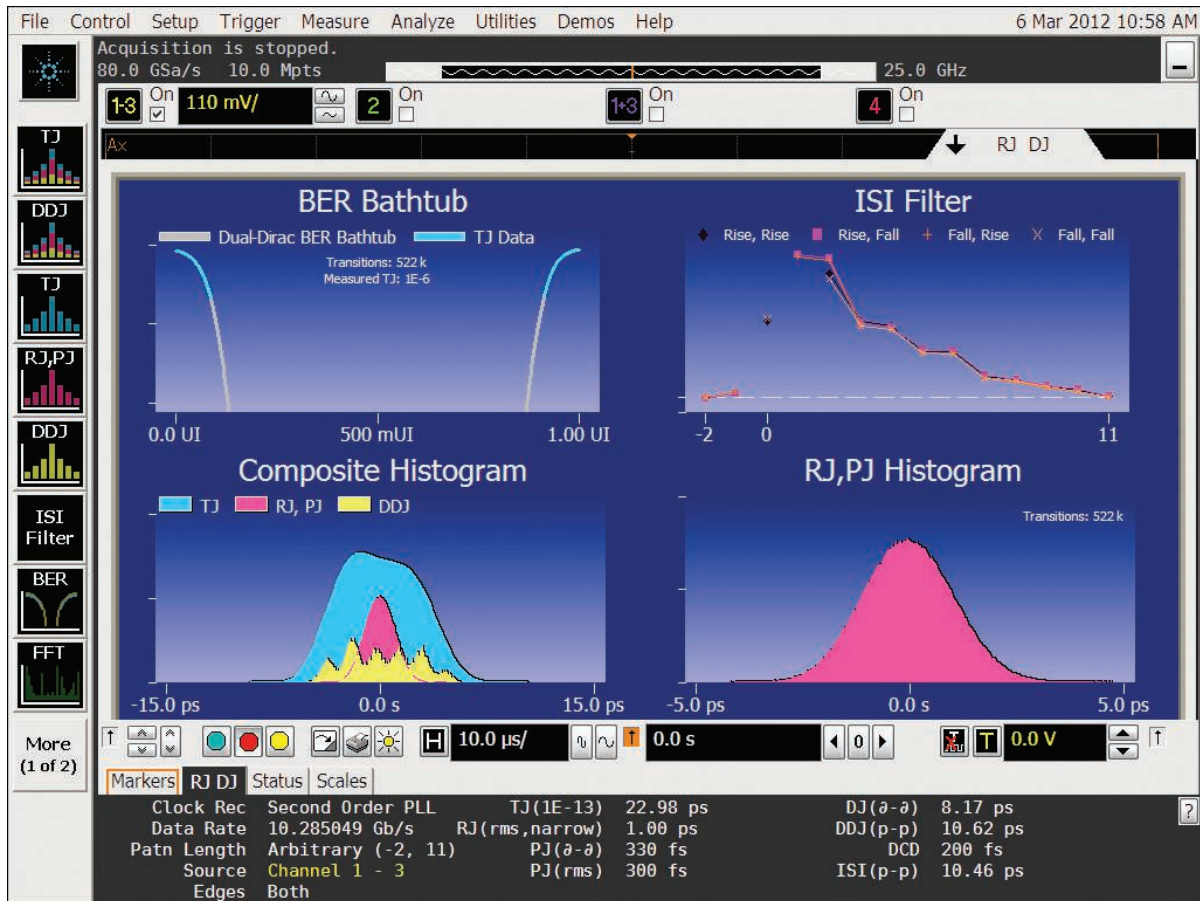 File Control Setup Trigger Measure Analyze Utilities Demos Help 6 Mar 2012 10:58 AM
Acquisition is stopped.
80.0 GSa/s 10.0 Mpts 25.0 GHz
1-3 On 110 mV/ 2 On 1+3 On 4 On
Ax RJ DJ
TJ
DDJ
TJ
RJ,PJ
DDJ
ISI
Filter
BER
FFT
More
(1 of 2)
BER Bathtub
Dual-Dirac BER Bathtub TJ Data
Transitions: 522 k
Measured TJ: 1E-6
0.0 UI 500 mUI 1.00 UI
ISI Filter
Rise, Rise Rise, Fall Fall, Rise Fall, Fall
-2 0 11
Composite Histogram
TJ RJ, PJ DDJ
-15.0 ps 0.0 s 15.0 ps
RJ,PJ Histogram
Transitions: 522 k
-5.0 ps 0.0 s 5.0 ps
H 10.0 µs/ 0.0 s 0 T 0.0 V
Markers RJ DJ Status Scales
Clock Rec Second Order PLL TJ(1E-13) 22.98 ps DJ(∂-∂) 8.17 ps ?
Data Rate 10.285049 Gb/s RJ(rms,narrow) 1.00 ps DDJ(p-p) 10.62 ps
Patn Length Arbitrary (-2, 11) PJ(∂-∂) 330 fs DCD 200 fs
Source Channel 1 - 3 PJ(rms) 300 fs ISI(p-p) 10.46 ps
Edges Both